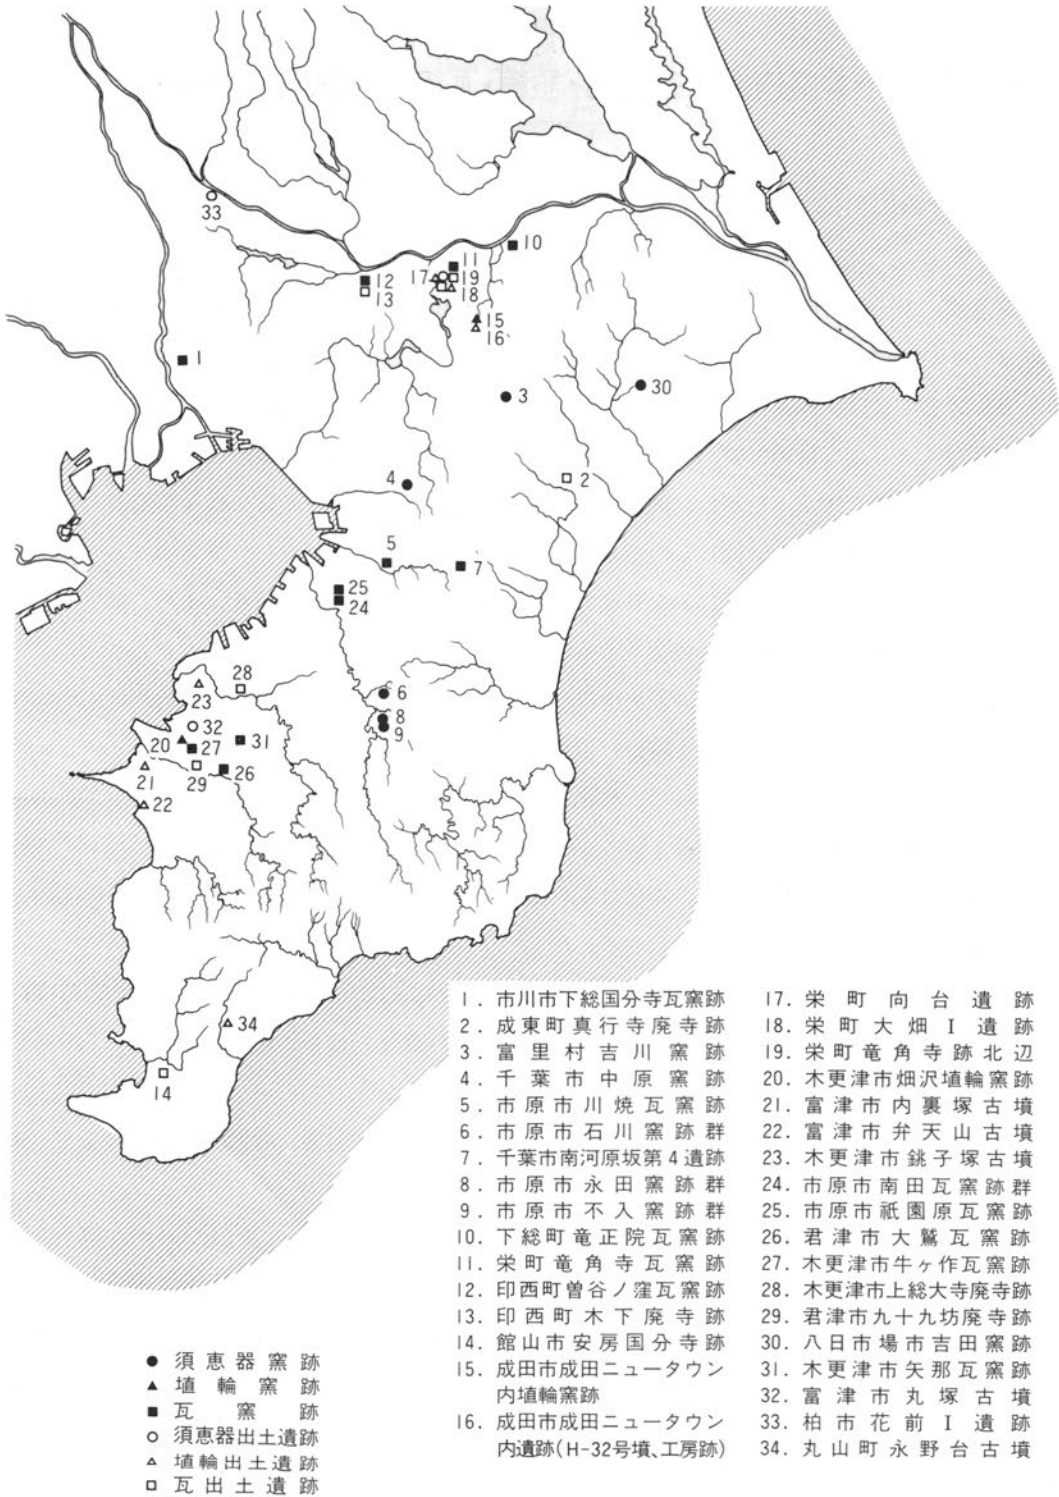 33
10
11
17
19
12
18
13
15
16
1
30
3
4
2
5
7
25
24
28
23
6
32
8
20
27
31
9
21
29
26
22
34
14
1. 市川市下総国分寺瓦窯跡
2. 成東町真行寺廃寺跡
3. 富里村吉川窯跡
4. 千葉市中原窯跡
5. 市原市川焼瓦窯跡
6. 市原市石川窯跡群
7. 千葉市南河原坂第4遺跡
8. 市原市永田窯跡群
9. 市原市不入窯跡群
10. 下総町竜正院瓦窯跡
11. 栄町竜角寺瓦窯跡
12. 印西町曽谷ノ窪瓦窯跡
13. 印西町木下廃寺跡
14. 館山市安房国分寺跡
15. 成田市成田ニュータウン
内埴輪窯跡
16. 成田市成田ニュータウン
内遺跡(H-32号墳、工房跡)
17. 栄町向台遺跡
18. 栄町大畑I遺跡
19. 栄町竜角寺跡北辺
20. 木更津市畑沢埴輪窯跡
21. 富津市内裏塚古墳
22. 富津市弁天山古墳
23. 木更津市銚子塚古墳
24. 市原市南田瓦窯跡群
25. 市原市祇園原瓦窯跡
26. 君津市大鷲瓦窯跡
27. 木更津市牛ヶ作瓦窯跡
28. 木更津市上総大寺廃寺跡
29. 君津市九十九坊廃寺跡
30. 八日市場市吉田窯跡
31. 木更津市矢那瓦窯跡
32. 富津市丸塚古墳
33. 柏市花前I遺跡
34. 丸山町永野台古墳
● 須恵器窯跡
▲ 埴輪窯跡
■ 瓦窯跡
○ 須恵器出土遺跡
△ 埴輪出土遺跡
□ 瓦出土遺跡